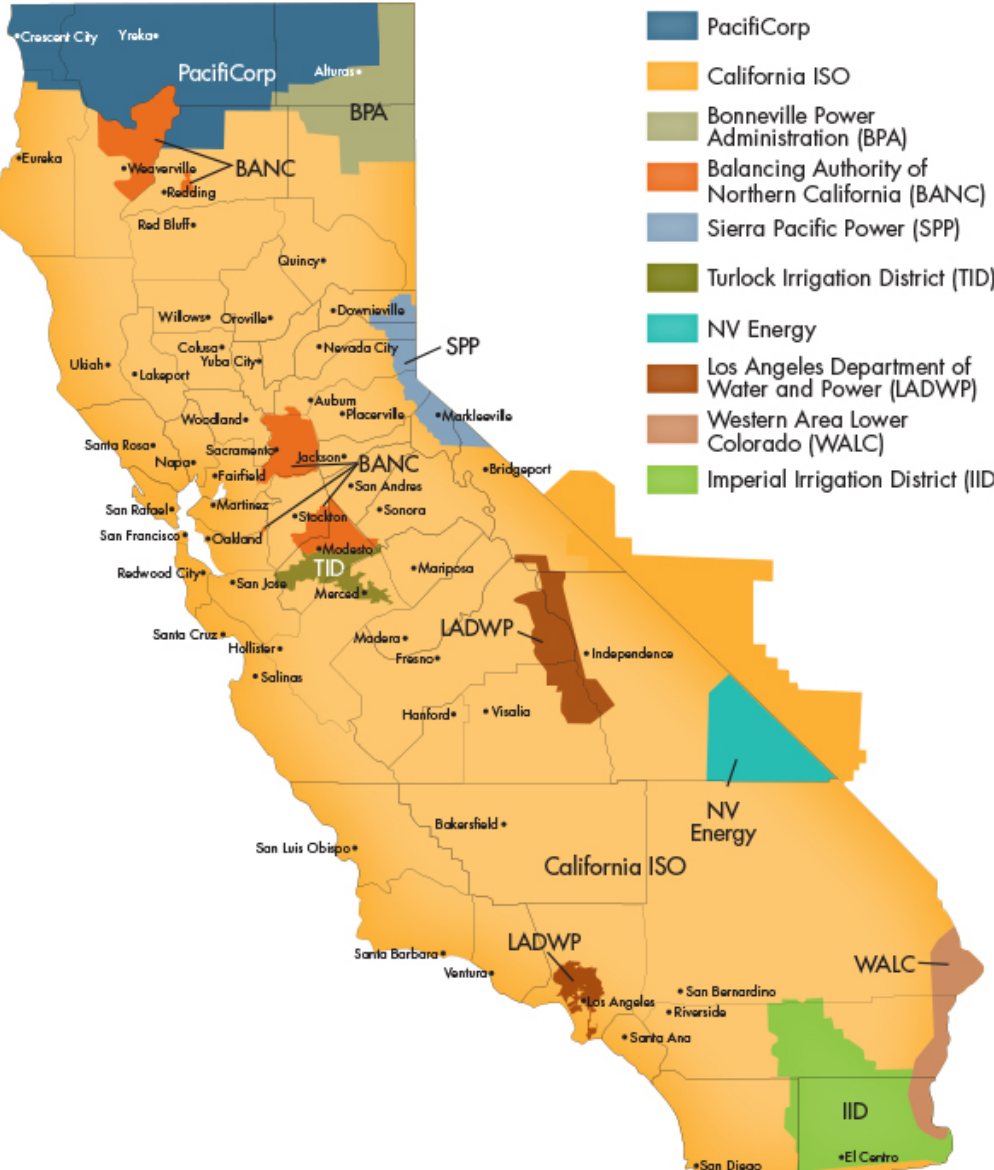 PacifiCorp
California ISO
Bonneville Power
Administration (BPA)
Balancing Authority of
Northern California (BANC)
Sierra Pacific Power (SPP)
Turlock Irrigation District (TID)
NV Energy
Los Angeles Department of
Water and Power (LADWP)
Western Area Lower
Colorado (WALC)
Imperial Irrigation District (IID
Crescent City
Yreka
PacifiCorp
Alturas
BPA
Eureka
Weaverville
BANC
Redding
Red Bluff
Quincy
Downieville
Willows
Oroville
Nevada City
SPP
Colusa
Yuba City
Ukiah
Lakeport
Auburn
Placerville
Markleeville
Woodland
Santa Rosa
Sacramento
Jackson
BANC
Napa
Fairfield
Bridgeport
San Andres
San Rafael
Martinez
Stockton
Sonora
San Francisco
Oakland
Modesto
TID
Mariposa
Redwood City
San Jose
Merced
Santa Cruz
Madera
LADWP
Hollister
Fresno
Independence
Salinas
Hanford
Visalia
NV
Energy
Bakersfield
San Luis Obispo
California ISO
LADWP
Santa Barbara
Ventura
WALC
San Bernardino
Los Angeles
Riverside
Santa Ana
IID
El Centro
San Diego